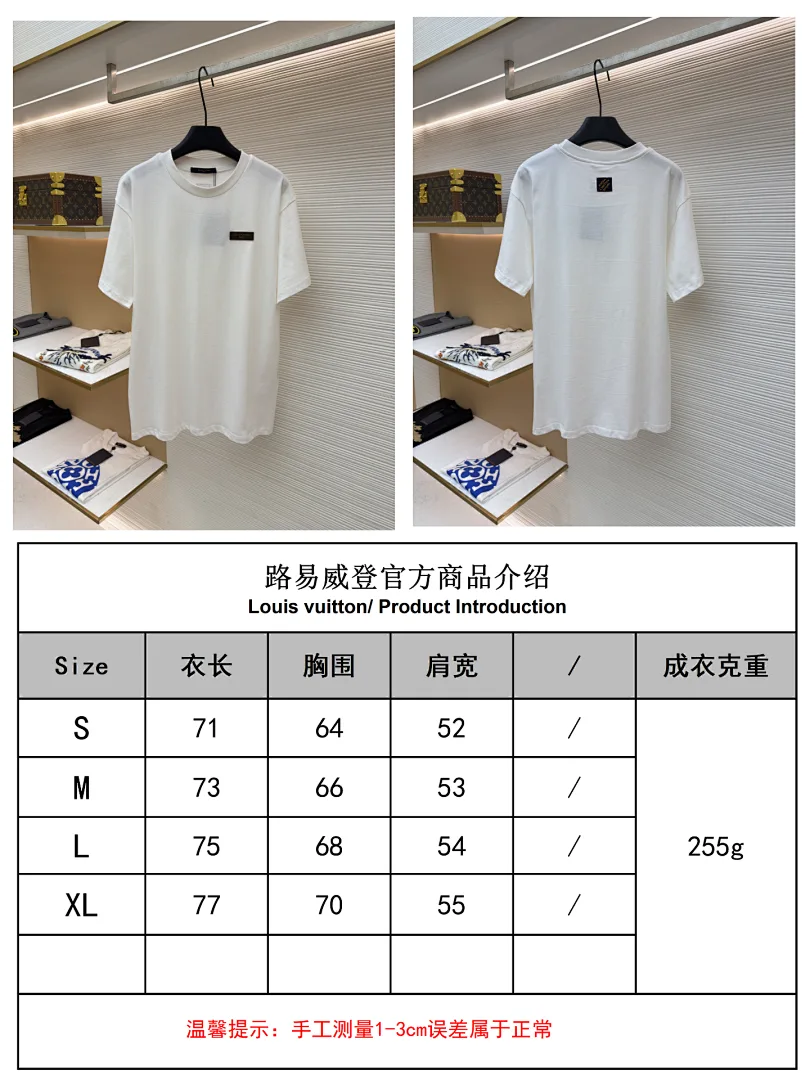 路易威登官方商品介绍
Louis vuitton/ Product Introduction
Size 衣长 胸围 肩宽 / 成衣克重
S 71 64 52 /
M 73 66 53 /
L 75 68 54 /
255g
XL 77 70 55 /
温馨提示：手工测量1-3cm误差属于正常